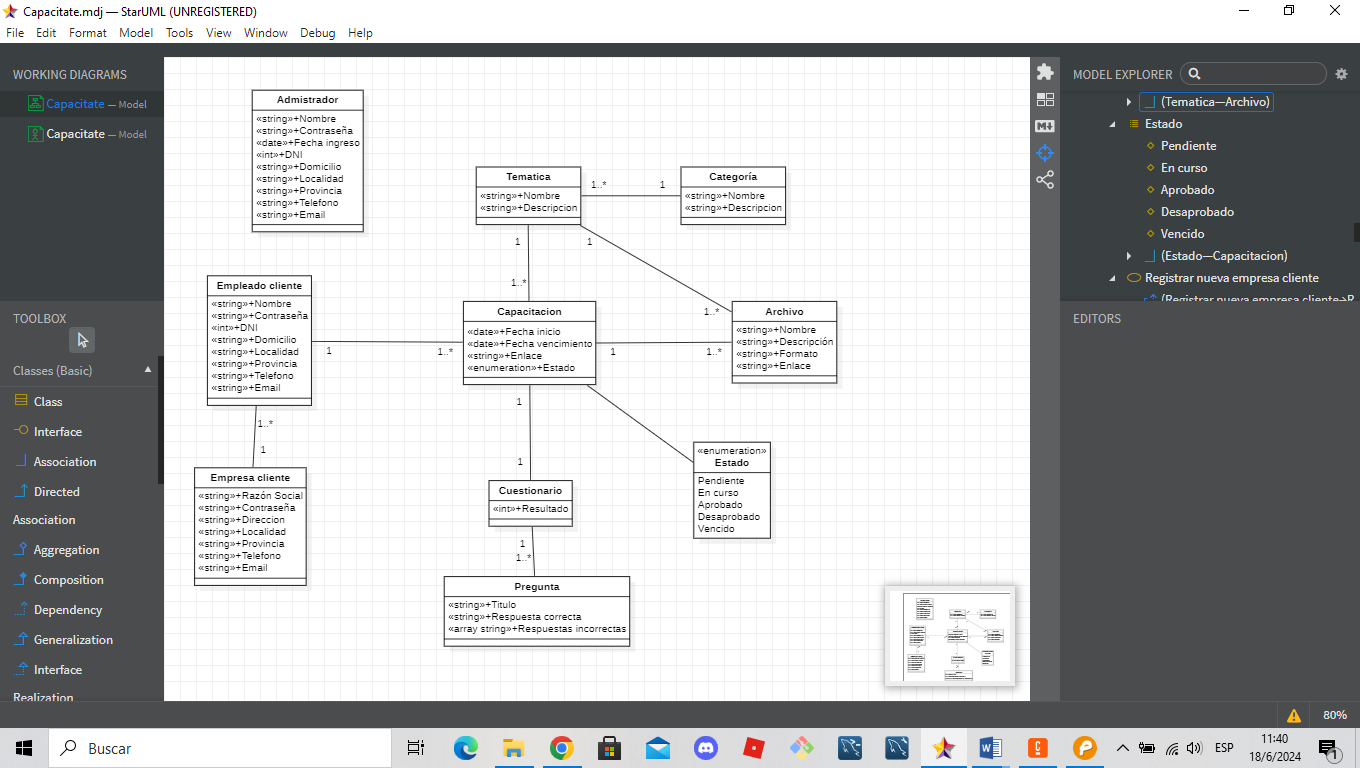 Capacitate.mdj — StarUML (UNREGISTERED)
File Edit Format Model Tools View Window Debug Help
WORKING DIAGRAMS
Capacitate — Model
Capacitate — Model
TOOLBOX
Classes (Basic)
Class
Interface
Association
Directed
Association
Aggregation
Composition
Dependency
Generalization
Interface
Realization
Admistrador
«string»+Nombre
«string»+Contraseña
«date»+Fecha ingreso
«int»+DNI
«string»+Domicilio
«string»+Localidad
«string»+Provincia
«string»+Telefono
«string»+Email
Tematica
«string»+Nombre
«string»+Descripcion
1..*
1
Categoría
«string»+Nombre
«string»+Descripcion
1
1
1..*
1..*
Empleado cliente
«string»+Nombre
«string»+Contraseña
«int»+DNI
«string»+Domicilio
«string»+Localidad
«string»+Provincia
«string»+Telefono
«string»+Email
1
1..*
Capacitacion
«date»+Fecha inicio
«date»+Fecha vencimiento
«string»+Enlace
«enumeration»+Estado
1
1..*
Archivo
«string»+Nombre
«string»+Descripción
«string»+Formato
«string»+Enlace
1..*
1
Empresa cliente
«string»+Razón Social
«string»+Contraseña
«string»+Direccion
«string»+Localidad
«string»+Provincia
«string»+Telefono
«string»+Email
1
1
Cuestionario
«int»+Resultado
1
1..*
«enumeration»
Estado
Pendiente
En curso
Aprobado
Desaprobado
Vencido
Pregunta
«string»+Titulo
«string»+Respuesta correcta
«array string»+Respuestas incorrectas
MODEL EXPLORER
(Tematica—Archivo)
Estado
Pendiente
En curso
Aprobado
Desaprobado
Vencido
(Estado—Capacitacion)
Registrar nueva empresa cliente
(Registrar nueva empresa cliente→R
EDITORS
80%
Buscar
ESP
11:40
18/6/2024
1